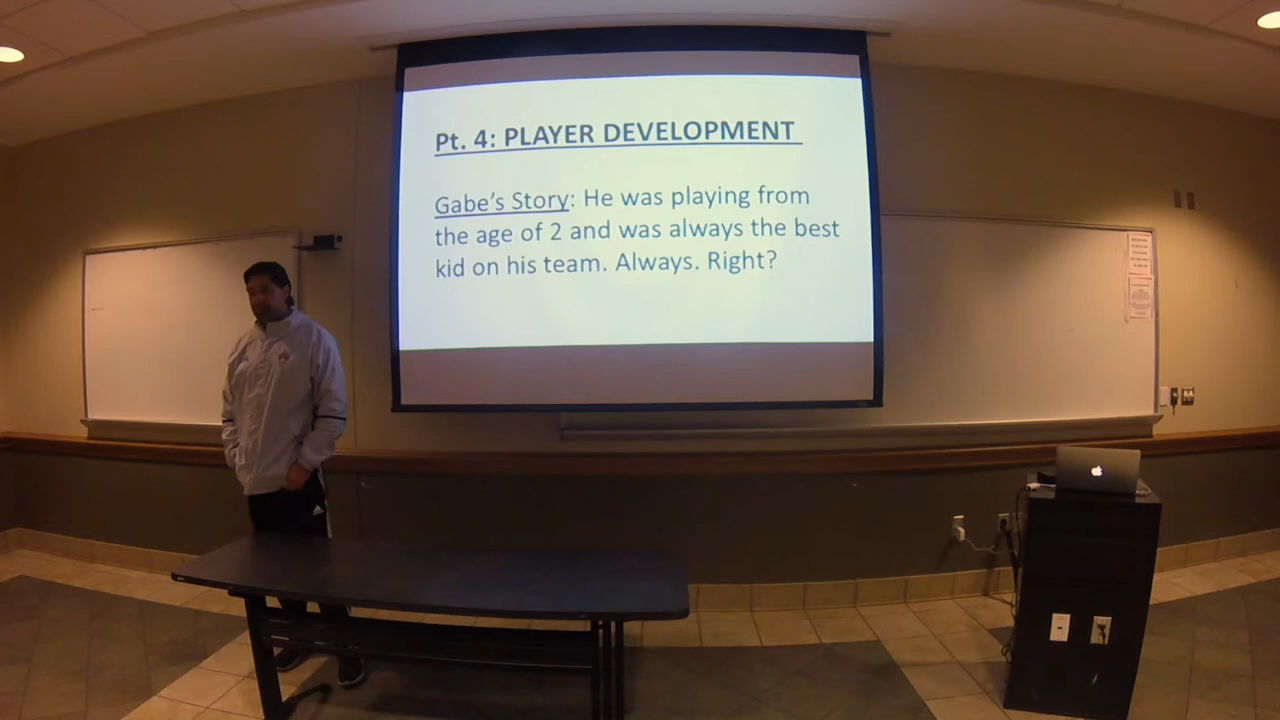 Pt. 4: PLAYER DEVELOPMENT
Gabe’s Story: He was playing from
the age of 2 and was always the best
kid on his team. Always. Right?